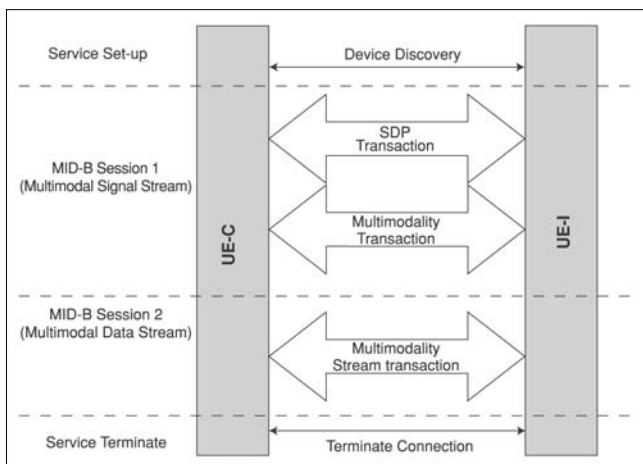 Service Set-up
Device Discovery
SDP
Transaction
MID-B Session 1
(Multimodal Signal Stream)
Multimodality
Transaction
UE-C
UE-I
MID-B Session 2
(Multimodal Data Stream)
Multimodality
Stream transaction
Service Terminate
Terminate Connection